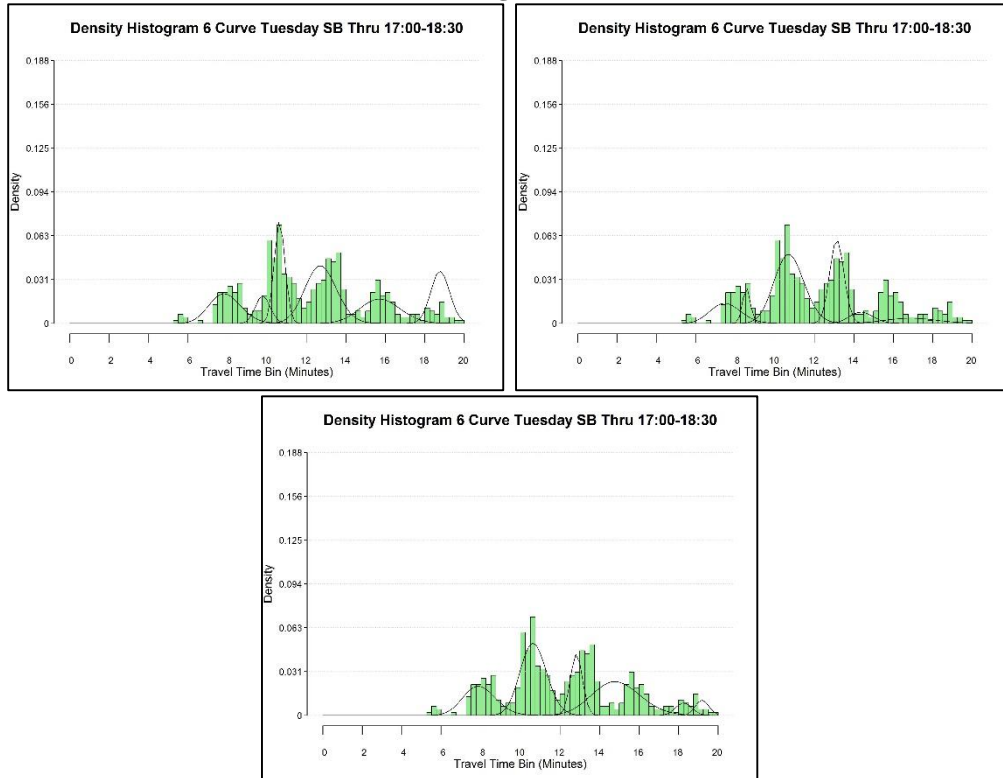 Density Histogram 6 Curve Tuesday SB Thru 17:00-18:30
0.188
0.156
0.125
0.094
0.063
0.031
0
Density
0 2 4 6 8 10 12 14 16 18 20
Travel Time Bin (Minutes)
Density Histogram 6 Curve Tuesday SB Thru 17:00-18:30
0.188
0.156
0.125
0.094
0.063
0.031
0
Density
0 2 4 6 8 10 12 14 16 18 20
Travel Time Bin (Minutes)
Density Histogram 6 Curve Tuesday SB Thru 17:00-18:30
0.188
0.156
0.125
0.094
0.063
0.031
0
Density
0 2 4 6 8 10 12 14 16 18 20
Travel Time Bin (Minutes)